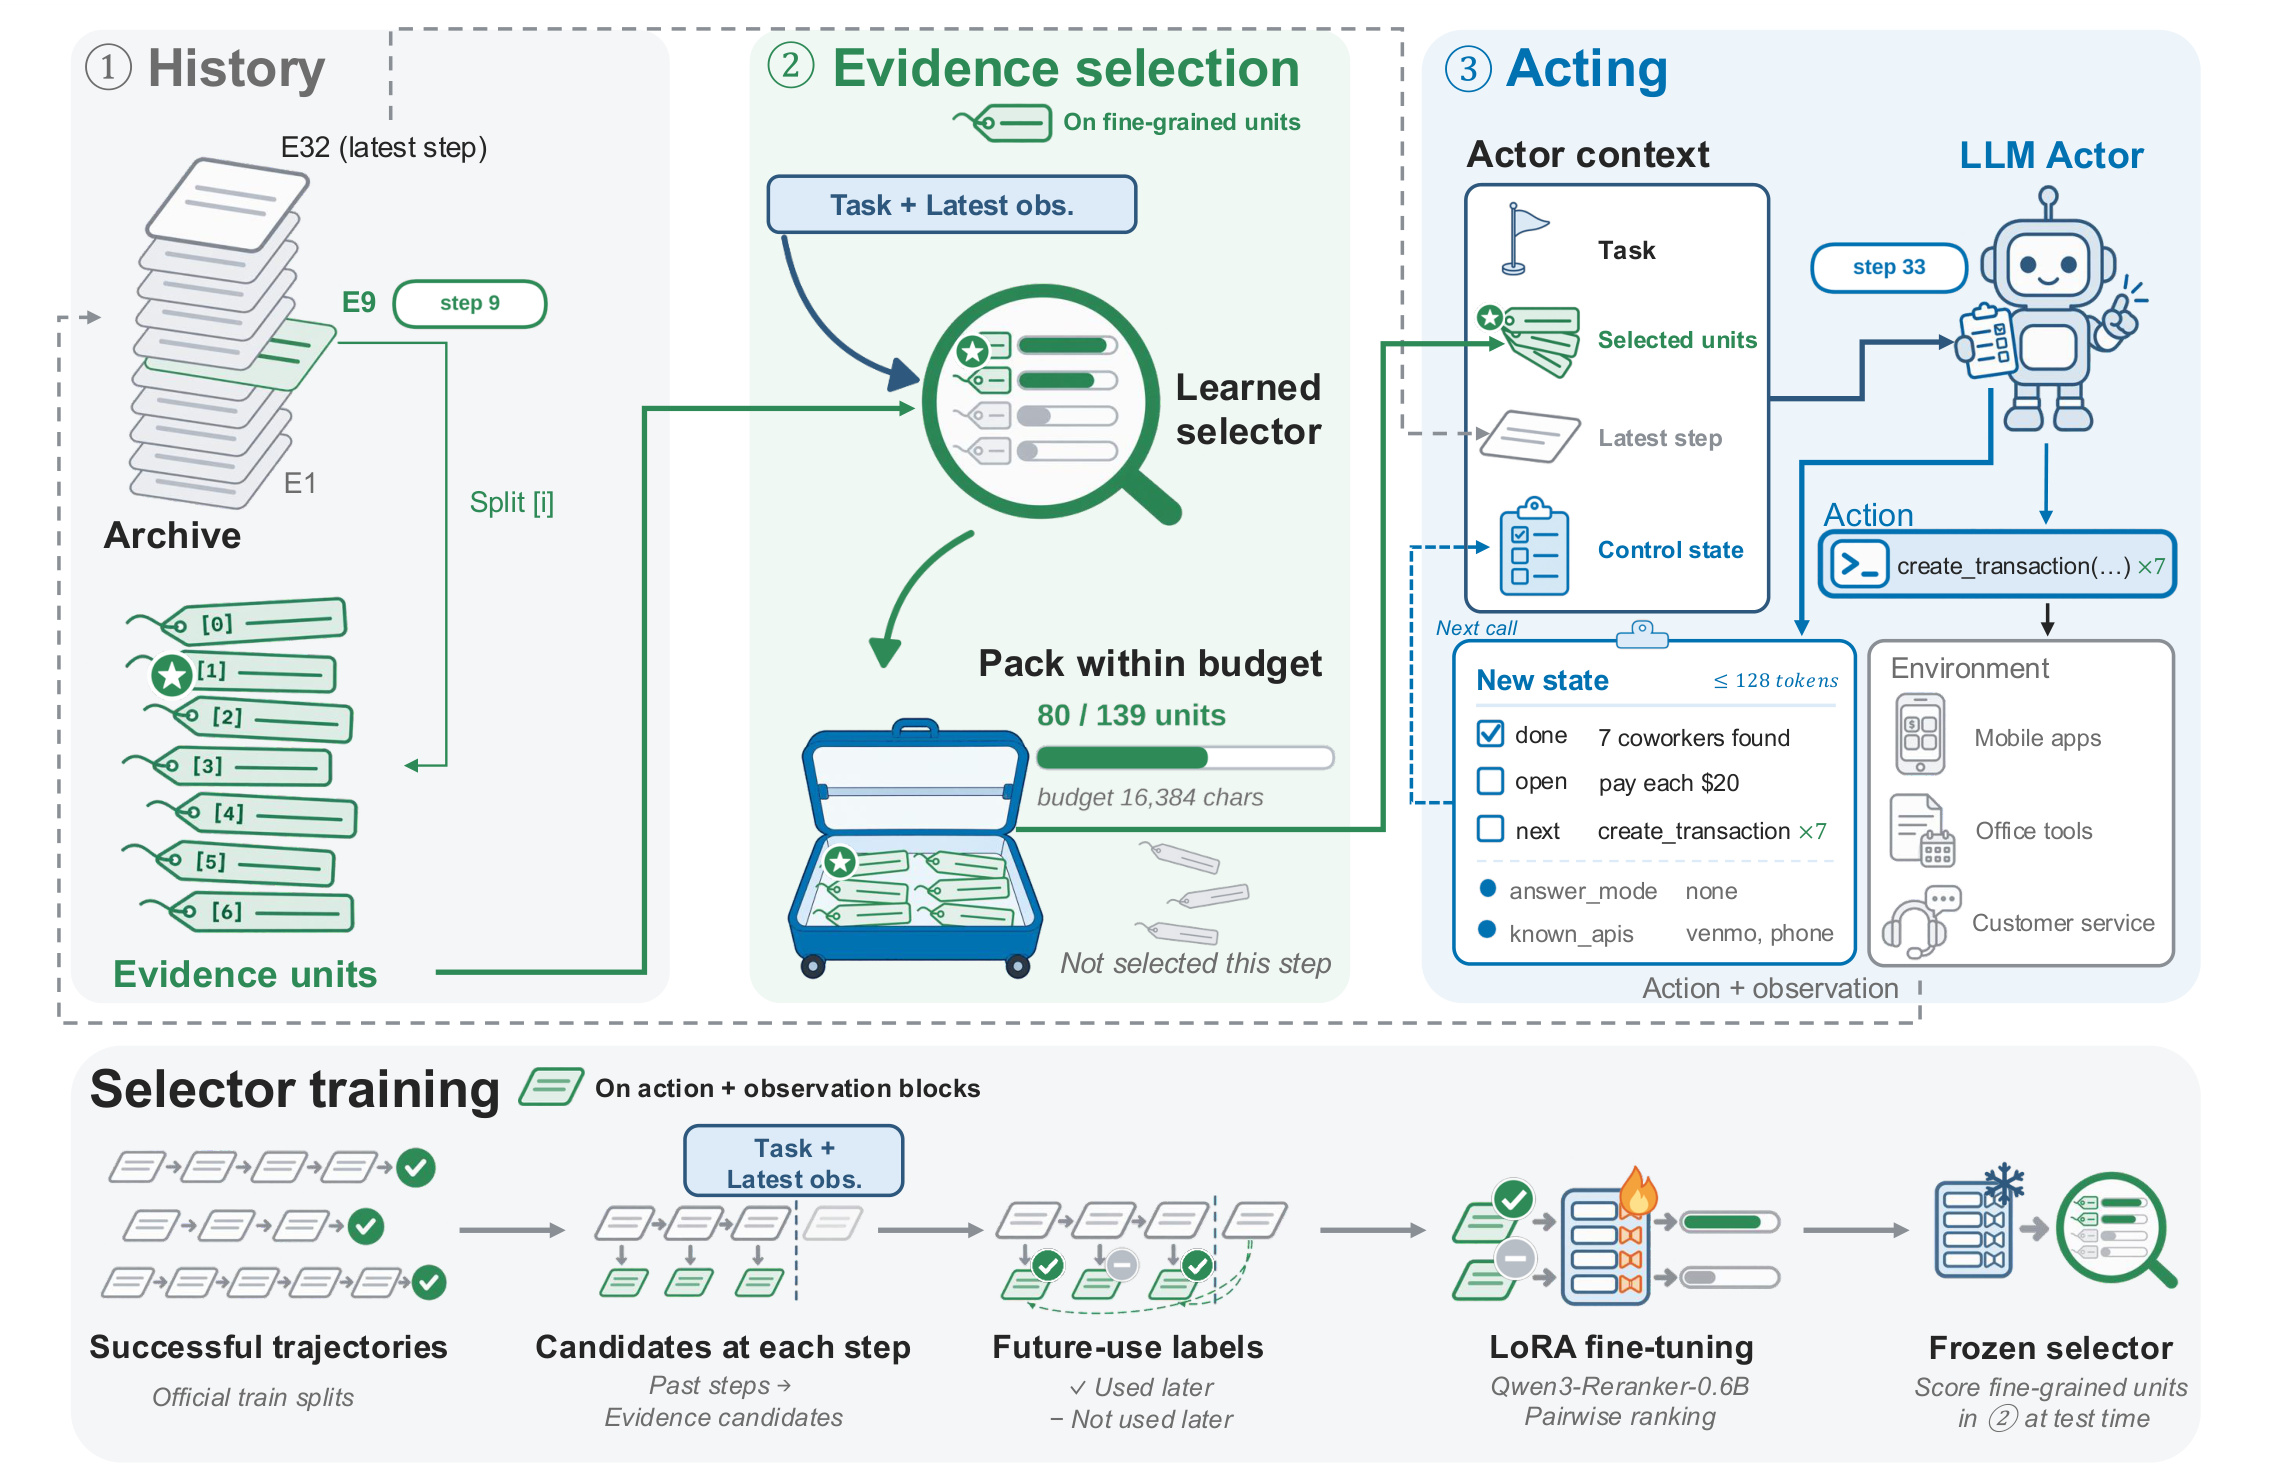 ① History
E32 (latest step)
E9
step 9
E1
Split [i]
Archive
[0]
[1]
[2]
[3]
[4]
[5]
[6]
Evidence units
② Evidence selection
On fine-grained units
Task + Latest obs.
Learned
selector
Pack within budget
80 / 139 units
budget 16,384 chars
Not selected this step
③ Acting
Actor context
Task
Selected units
Latest step
Control state
LLM Actor
step 33
Action
create_transaction(…) ×7
Next call
New state ≤ 128 tokens
done 7 coworkers found
open pay each $20
next create_transaction ×7
answer_mode none
known_apis venmo, phone
Environment
$
Mobile apps
Office tools
Customer service
Action + observation
Selector training
On action + observation blocks
Successful trajectories
Official train splits
Task +
Latest obs.
Candidates at each step
Past steps →
Evidence candidates
Future-use labels
✓ Used later
− Not used later
LoRA fine-tuning
Qwen3-Reranker-0.6B
Pairwise ranking
Frozen selector
Score fine-grained units
in ② at test time